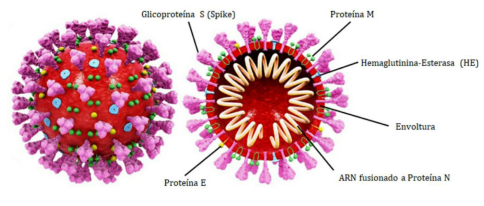 Glicoproteína S (Spike)
Proteína M
Hemaglutinina-Esterasa (HE)
Envoltura
Proteína E
ARN fusionado a Proteína N